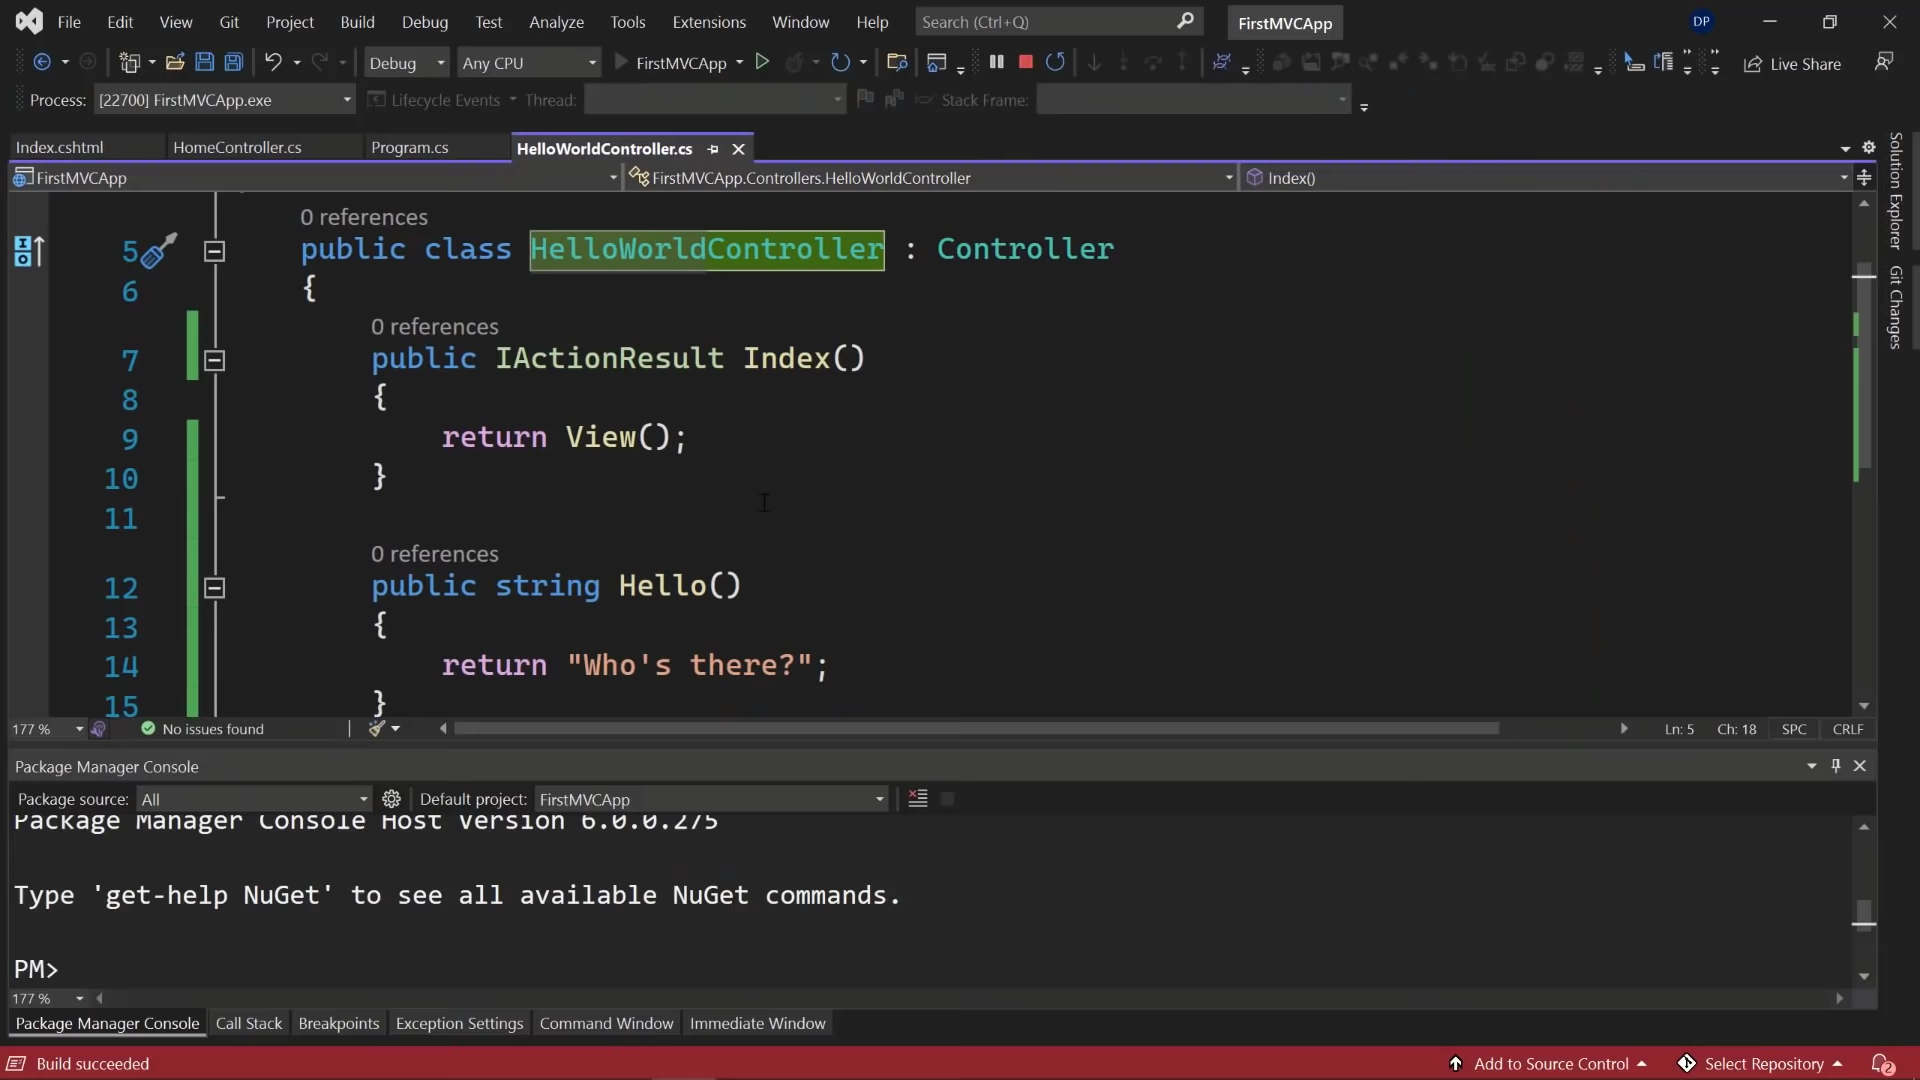 File Edit View Git Project Build Debug Test Analyze Tools Extensions Window Help Search (Ctrl+Q) FirstMVCApp DP
Debug Any CPU FirstMVCApp Live Share
Process: [22700] FirstMVCApp.exe Lifecycle Events Thread: Stack Frame:
Index.cshtml HomeController.cs Program.cs HelloWorldController.cs
FirstMVCApp FirstMVCApp.Controllers.HelloWorldController Index()
0 references
5 public class HelloWorldController : Controller
6 {
0 references
7 public IActionResult Index()
8 {
9 return View();
10 }
11
0 references
12 public string Hello()
13 {
14 return "Who's there?";
15 }
177 % No issues found Ln: 5 Ch: 18 SPC CRLF
Solution Explorer
Git Changes
Package Manager Console
Package source: All Default project: FirstMVCApp
Package Manager Console Host Version 6.0.0.275
Type 'get-help NuGet' to see all available NuGet commands.
PM>
177 %
Package Manager Console Call Stack Breakpoints Exception Settings Command Window Immediate Window
Build succeeded Add to Source Control Select Repository 2